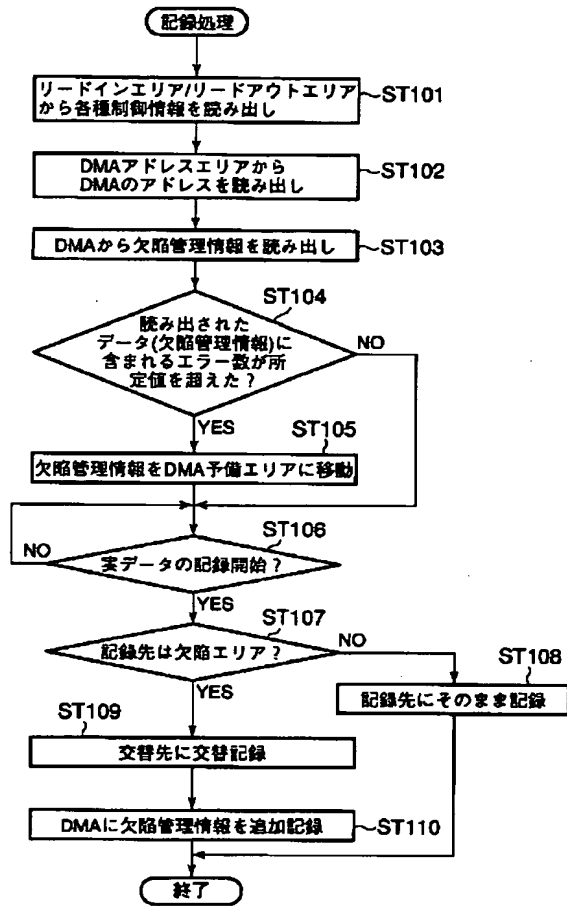 記録処理
リードインエリア/リードアウトエリア
から各種制御情報を読み出し
ST101
DMAアドレスエリアから
DMAのアドレスを読み出し
ST102
DMAから欠陥管理情報を読み出し
ST103
ST104
読み出された
データ(欠陥管理情報)に
含まれるエラー数が所
定値を超えた?
NO
YES
ST105
欠陥管理情報をDMA予備エリアに移動
ST106
NO
実データの記録開始?
YES
ST107
記録先は欠陥エリア?
NO
YES
ST108
記録先にそのまま記録
ST109
交替先に交替記録
DMAに欠陥管理情報を追加記録
ST110
終了